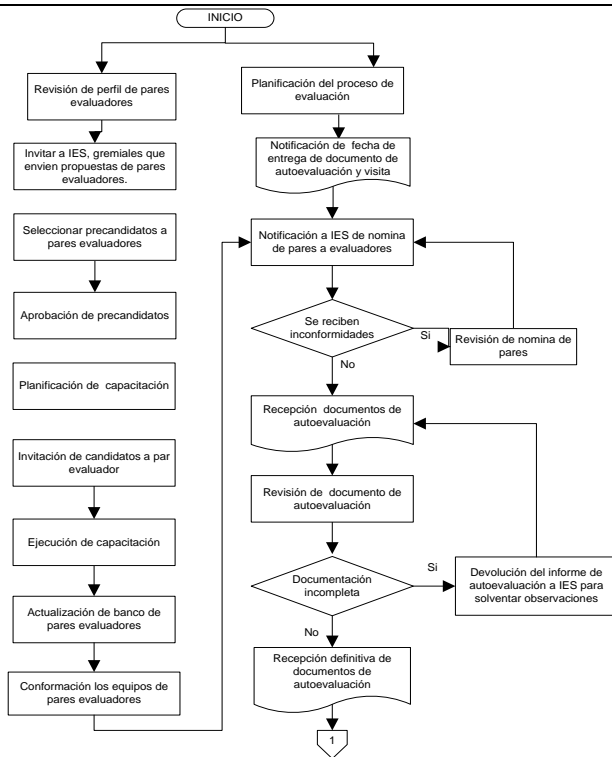 INICIO
Revisión de perfil de pares
evaluadores
Invitar a IES, gremiales que
envien propuestas de pares
evaluadores.
Seleccionar precandidatos a
pares evaluadores
Aprobación de precandidatos
Planificación de capacitación
Invitación de candidatos a par
evaluador
Ejecución de capacitación
Actualización de banco de
pares evaluadores
Conformación los equipos de
pares evaluadores
Planificación del proceso de
evaluación
Notificación de fecha de
entrega de documento de
autoevaluación y visita
Notificación a IES de nomina
de pares a evaluadores
Se reciben
inconformidades
Si
Revisión de nomina de
pares
No
Recepción documentos de
autoevaluación
Revisión de documento de
autoevaluación
Documentación
incompleta
Si
Devolución del informe de
autoevaluación a IES para
solventar observaciones
No
Recepción definitiva de
documentos de
autoevaluación
1